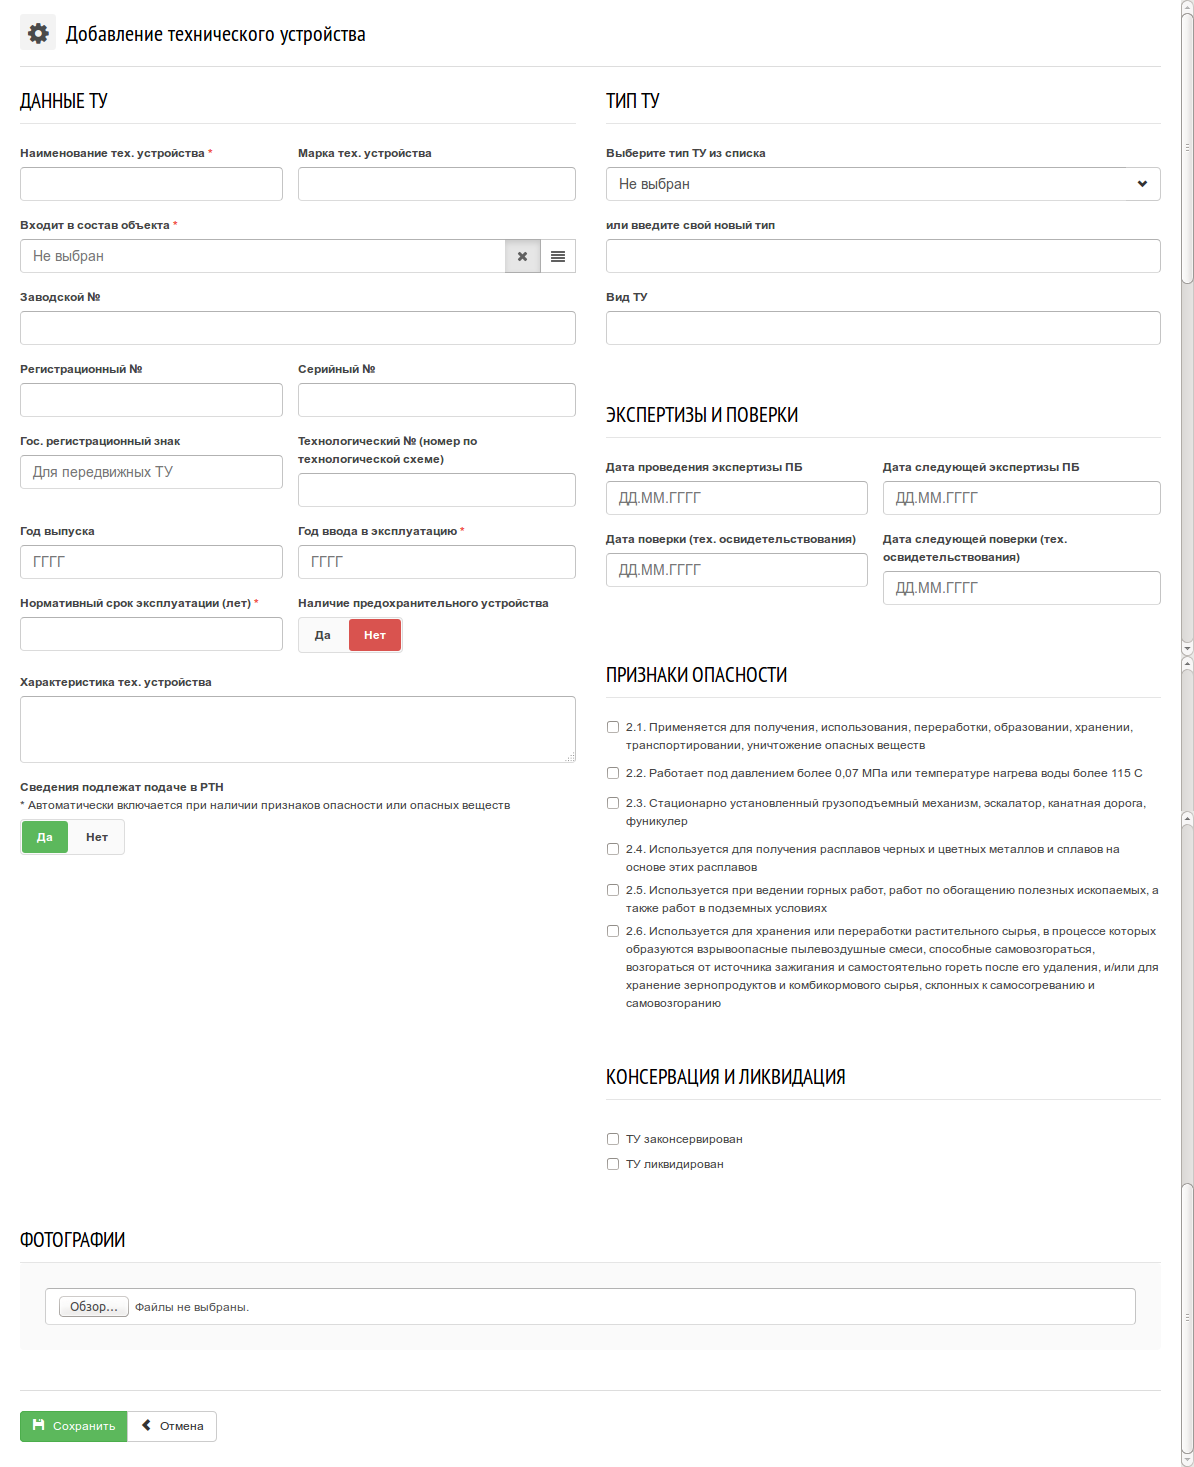 Добавление технического устройства
ДАННЫЕ ТУ
Наименование тех. устройства *
Марка тех. устройства
Входит в состав объекта *
Не выбран
Заводской №
Регистрационный №
Серийный №
Гос. регистрационный знак
Для передвижных ТУ
Технологический № (номер по
технологической схеме)
Год выпуска
ГГГГ
Год ввода в эксплуатацию *
ГГГГ
Нормативный срок эксплуатации (лет) *
Наличие предохранительного устройства
Да
Нет
Характеристика тех. устройства
Сведения подлежат подаче в РТН
* Автоматически включается при наличии признаков опасности или опасных веществ
Да
Нет
ТИП ТУ
Выберите тип ТУ из списка
Не выбран
или введите свой новый тип
Вид ТУ
ЭКСПЕРТИЗЫ И ПОВЕРКИ
Дата проведения экспертизы ПБ
ДД.ММ.ГГГГ
Дата следующей экспертизы ПБ
ДД.ММ.ГГГГ
Дата поверки (тех. освидетельствования)
ДД.ММ.ГГГГ
Дата следующей поверки (тех.
освидетельствования)
ДД.ММ.ГГГГ
ПРИЗНАКИ ОПАСНОСТИ
2.1. Применяется для получения, использования, переработки, образовании, хранении,
транспортировании, уничтожение опасных веществ
2.2. Работает под давлением более 0,07 МПа или температуре нагрева воды более 115 С
2.3. Стационарно установленный грузоподъемный механизм, эскалатор, канатная дорога,
фуникулер
2.4. Используется для получения расплавов черных и цветных металлов и сплавов на
основе этих расплавов
2.5. Используется при ведении горных работ, работ по обогащению полезных ископаемых, а
также работ в подземных условиях
2.6. Используется для хранения или переработки растительного сырья, в процессе которых
образуются взрывоопасные пылевоздушные смеси, способные самовозгораться,
возгораться от источника зажигания и самостоятельно гореть после его удаления, и/или для
хранение зернопродуктов и комбикормового сырья, склонных к самосогреванию и
самовозгоранию
КОНСЕРВАЦИЯ И ЛИКВИДАЦИЯ
ТУ законсервирован
ТУ ликвидирован
ФОТОГРАФИИ
Обзор...
Файлы не выбраны.
Сохранить
Отмена